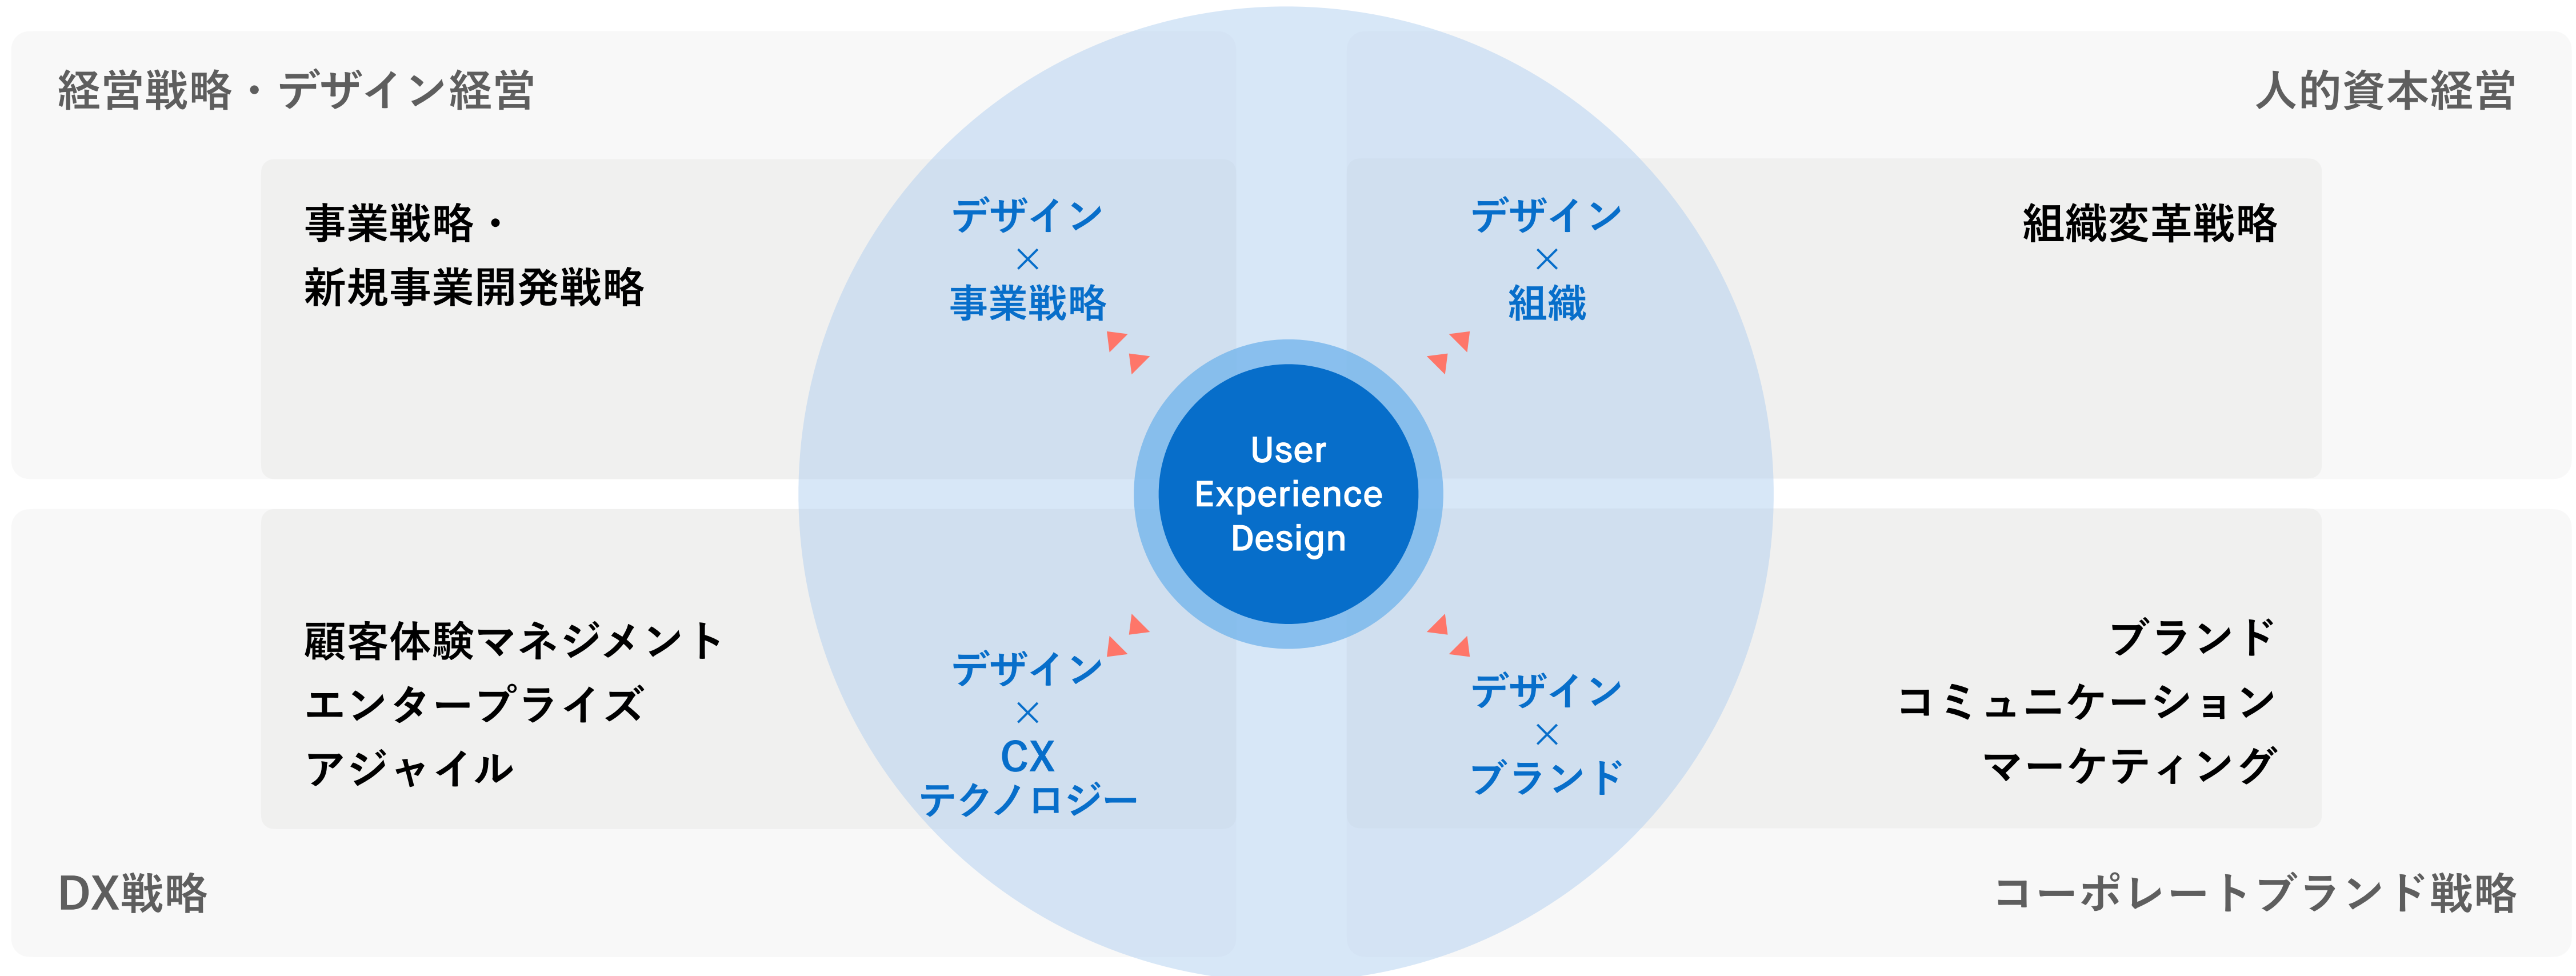 経営戦略・デザイン経営
事業戦略・
新規事業開発戦略
デザイン
×
事業戦略
人的資本経営
組織変革戦略
デザイン
×
組織
User
Experience
Design
顧客体験マネジメント
エンタープライズ
アジャイル
デザイン
×
CX
テクノロジー
DX戦略
デザイン
×
ブランド
ブランド
コミュニケーション
マーケティング
コーポレートブランド戦略